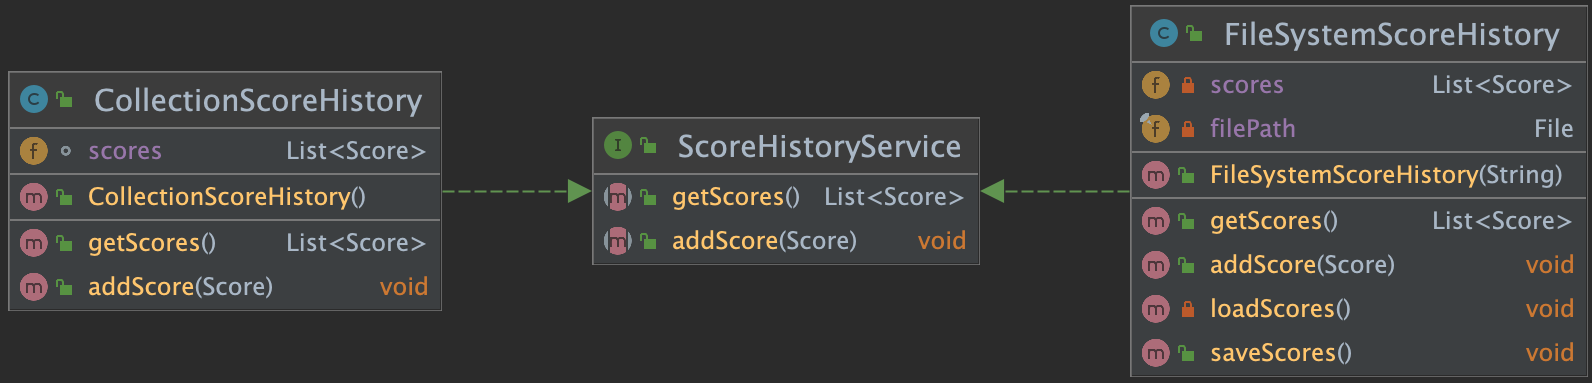 C CollectionScoreHistory
f scores List<Score>
m CollectionScoreHistory()
m getScores() List<Score>
m addScore(Score) void
I ScoreHistoryService
m getScores() List<Score>
m addScore(Score) void
C FileSystemScoreHistory
f scores List<Score>
f filePath File
m FileSystemScoreHistory(String)
m getScores() List<Score>
m addScore(Score) void
m loadScores() void
m saveScores() void